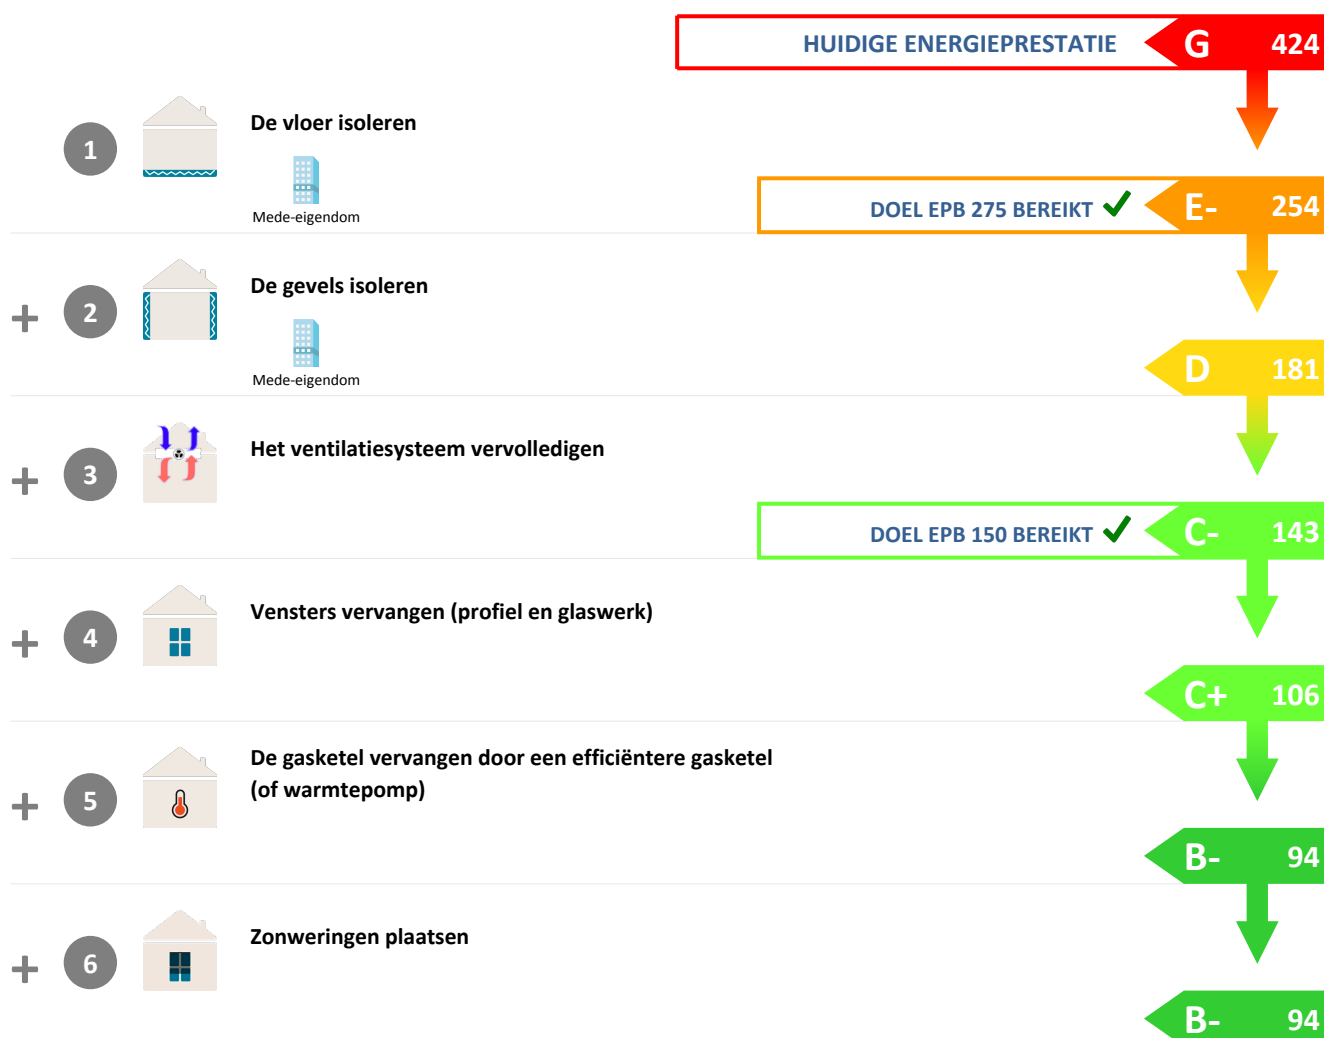 HUIDIGE ENERGIEPRESTATIE G 424
1 De vloer isoleren
Mede-eigendom
DOEL EPB 275 BEREIKT E- 254
+ 2 De gevels isoleren
Mede-eigendom
D 181
+ 3 Het ventilatiesysteem vervolledigen
DOEL EPB 150 BEREIKT C- 143
+ 4 Vensters vervangen (profiel en glaswerk)
C+ 106
+ 5 De gasketel vervangen door een efficiëntere gasketel
(of warmtepomp)
B- 94
+ 6 Zonweringen plaatsen
B- 94